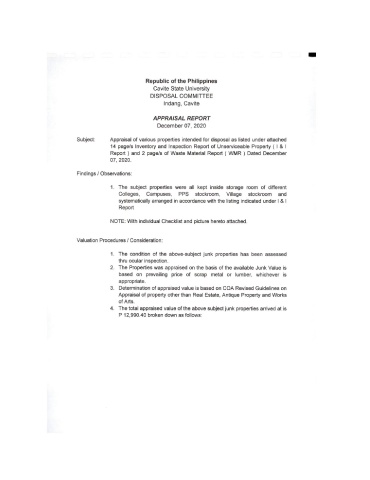 Republic of the Philippines
Cavite State University
DISPOSAL COMMITTEE
Indang, Cavite
APPRAISAL REPORT
December 07, 2020
Subject: Appraisal of various properties intended for disposal as listed under attached
14 page/s Inventory and Inspection Report of Unserviceable Property ( I & I
Report ) and 2 page/s of Waste Material Report ( WMR ) Dated December
07, 2020.
Findings / Observations:
1. The subject properties were all kept inside storage room of different
Colleges, Campuses, PPS stockroom, Village stockroom and
systematically arranged in accordance with the listing indicated under I & I
Report
NOTE: With individual Checklist and picture hereto attached.
Valuation Procedures / Consideration:
1. The condition of the above-subject junk properties has been assessed
thru ocular inspection.
2. The Properties was appraised on the basis of the available Junk Value is
based on prevailing price of scrap metal or lumber, whichever is
appropriate.
3. Determination of appraised value is based on COA Revised Guidelines on
Appraisal of property other than Real Estate, Antique Property and Works
of Arts.
4. The total appraised value of the above subject junk properties arrived at is
P 12,990.40 broken down as follows: